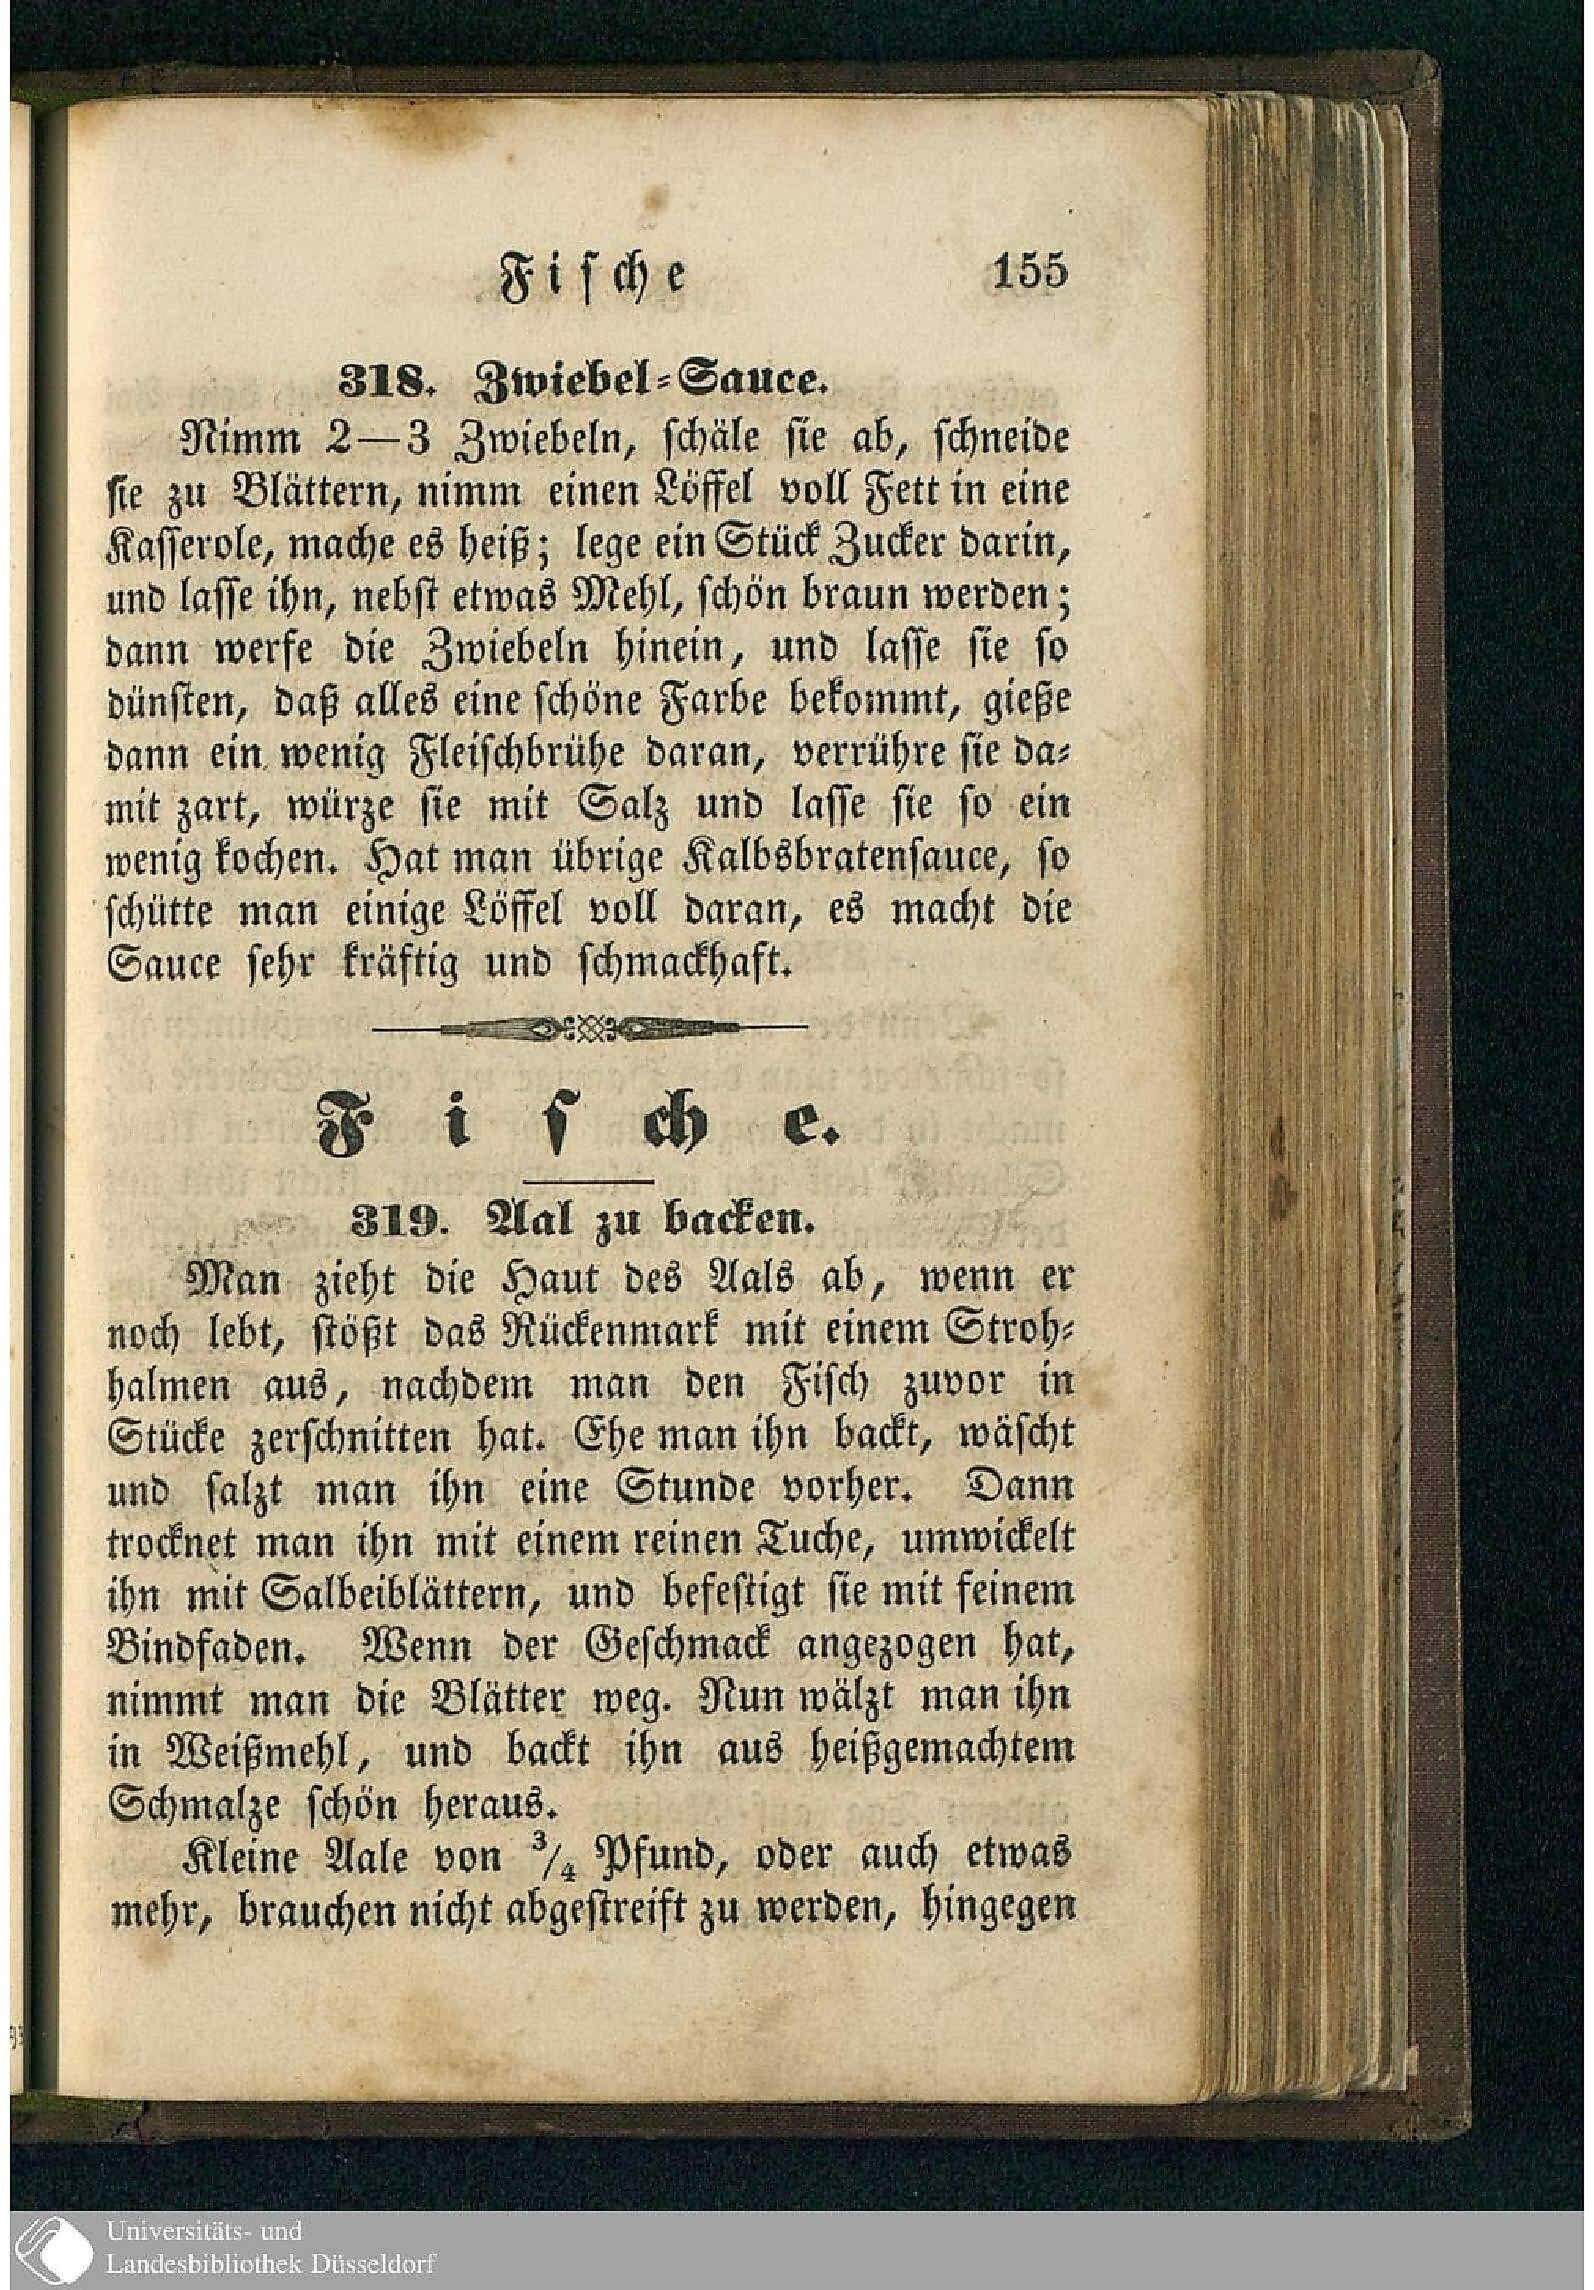 Fische 155
318. Zwiebel-Sauce.
Nimm 2—3 Zwiebeln, schäle sie ab, schneide
sie zu Blättern, nimm einen Löffel voll Fett in eine
Kasserole, mache es heiß; lege ein Stück Zucker darin,
und lasse ihn, nebst etwas Mehl, schön braun werden;
dann werfe die Zwiebeln hinein, und lasse sie so
dünsten, daß alles eine schöne Farbe bekommt, gieße
dann ein wenig Fleischbrühe daran, verrühre sie da-
mit zart, würze sie mit Salz und lasse sie so ein
wenig kochen. Hat man übrige Kalbsbratensauce, so
schütte man einige Löffel voll daran, es macht die
Sauce sehr kräftig und schmackhaft.
Fische.
319. Aal zu backen.
Man zieht die Haut des Aals ab, wenn er
noch lebt, stößt das Rückenmark mit einem Stroh-
halmen aus, nachdem man den Fisch zuvor in
Stücke zerschnitten hat. Ehe man ihn backt, wäscht
und salzt man ihn eine Stunde vorher. Dann
trocknet man ihn mit einem reinen Tuche, umwickelt
ihn mit Salbeiblättern, und befestigt sie mit feinem
Bindfaden. Wenn der Geschmack angezogen hat,
nimmt man die Blätter weg. Nun wälzt man ihn
in Weißmehl, und backt ihn aus heißgemachtem
Schmalze schön heraus.
Kleine Aale von 3/4 Pfund, oder auch etwas
mehr, brauchen nicht abgestreift zu werden, hingegen
Universitäts- und
Landesbibliothek Düsseldorf